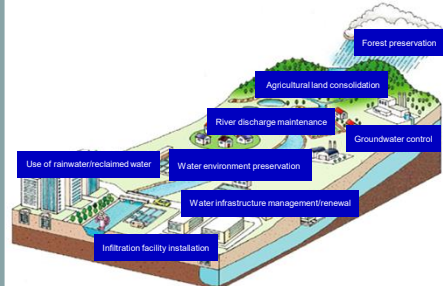 Forest preservation
Agricultural land consolidation
River discharge maintenance
Groundwater control
Use of rainwater/reclaimed water
Water environment preservation
Water infrastructure management/renewal
Infiltration facility installation